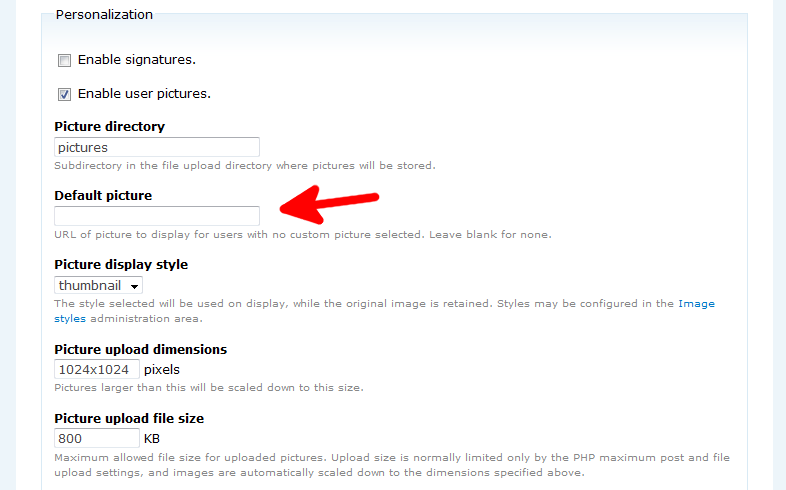 Personalization
Enable signatures.
Enable user pictures.
Picture directory
pictures
Subdirectory in the file upload directory where pictures will be stored.
Default picture
URL of picture to display for users with no custom picture selected. Leave blank for none.
Picture display style
thumbnail
The style selected will be used on display, while the original image is retained. Styles may be configured in the Image
styles administration area.
Picture upload dimensions
1024x1024 pixels
Pictures larger than this will be scaled down to this size.
Picture upload file size
800 KB
Maximum allowed file size for uploaded pictures. Upload size is normally limited only by the PHP maximum post and file
upload settings, and images are automatically scaled down to the dimensions specified above.